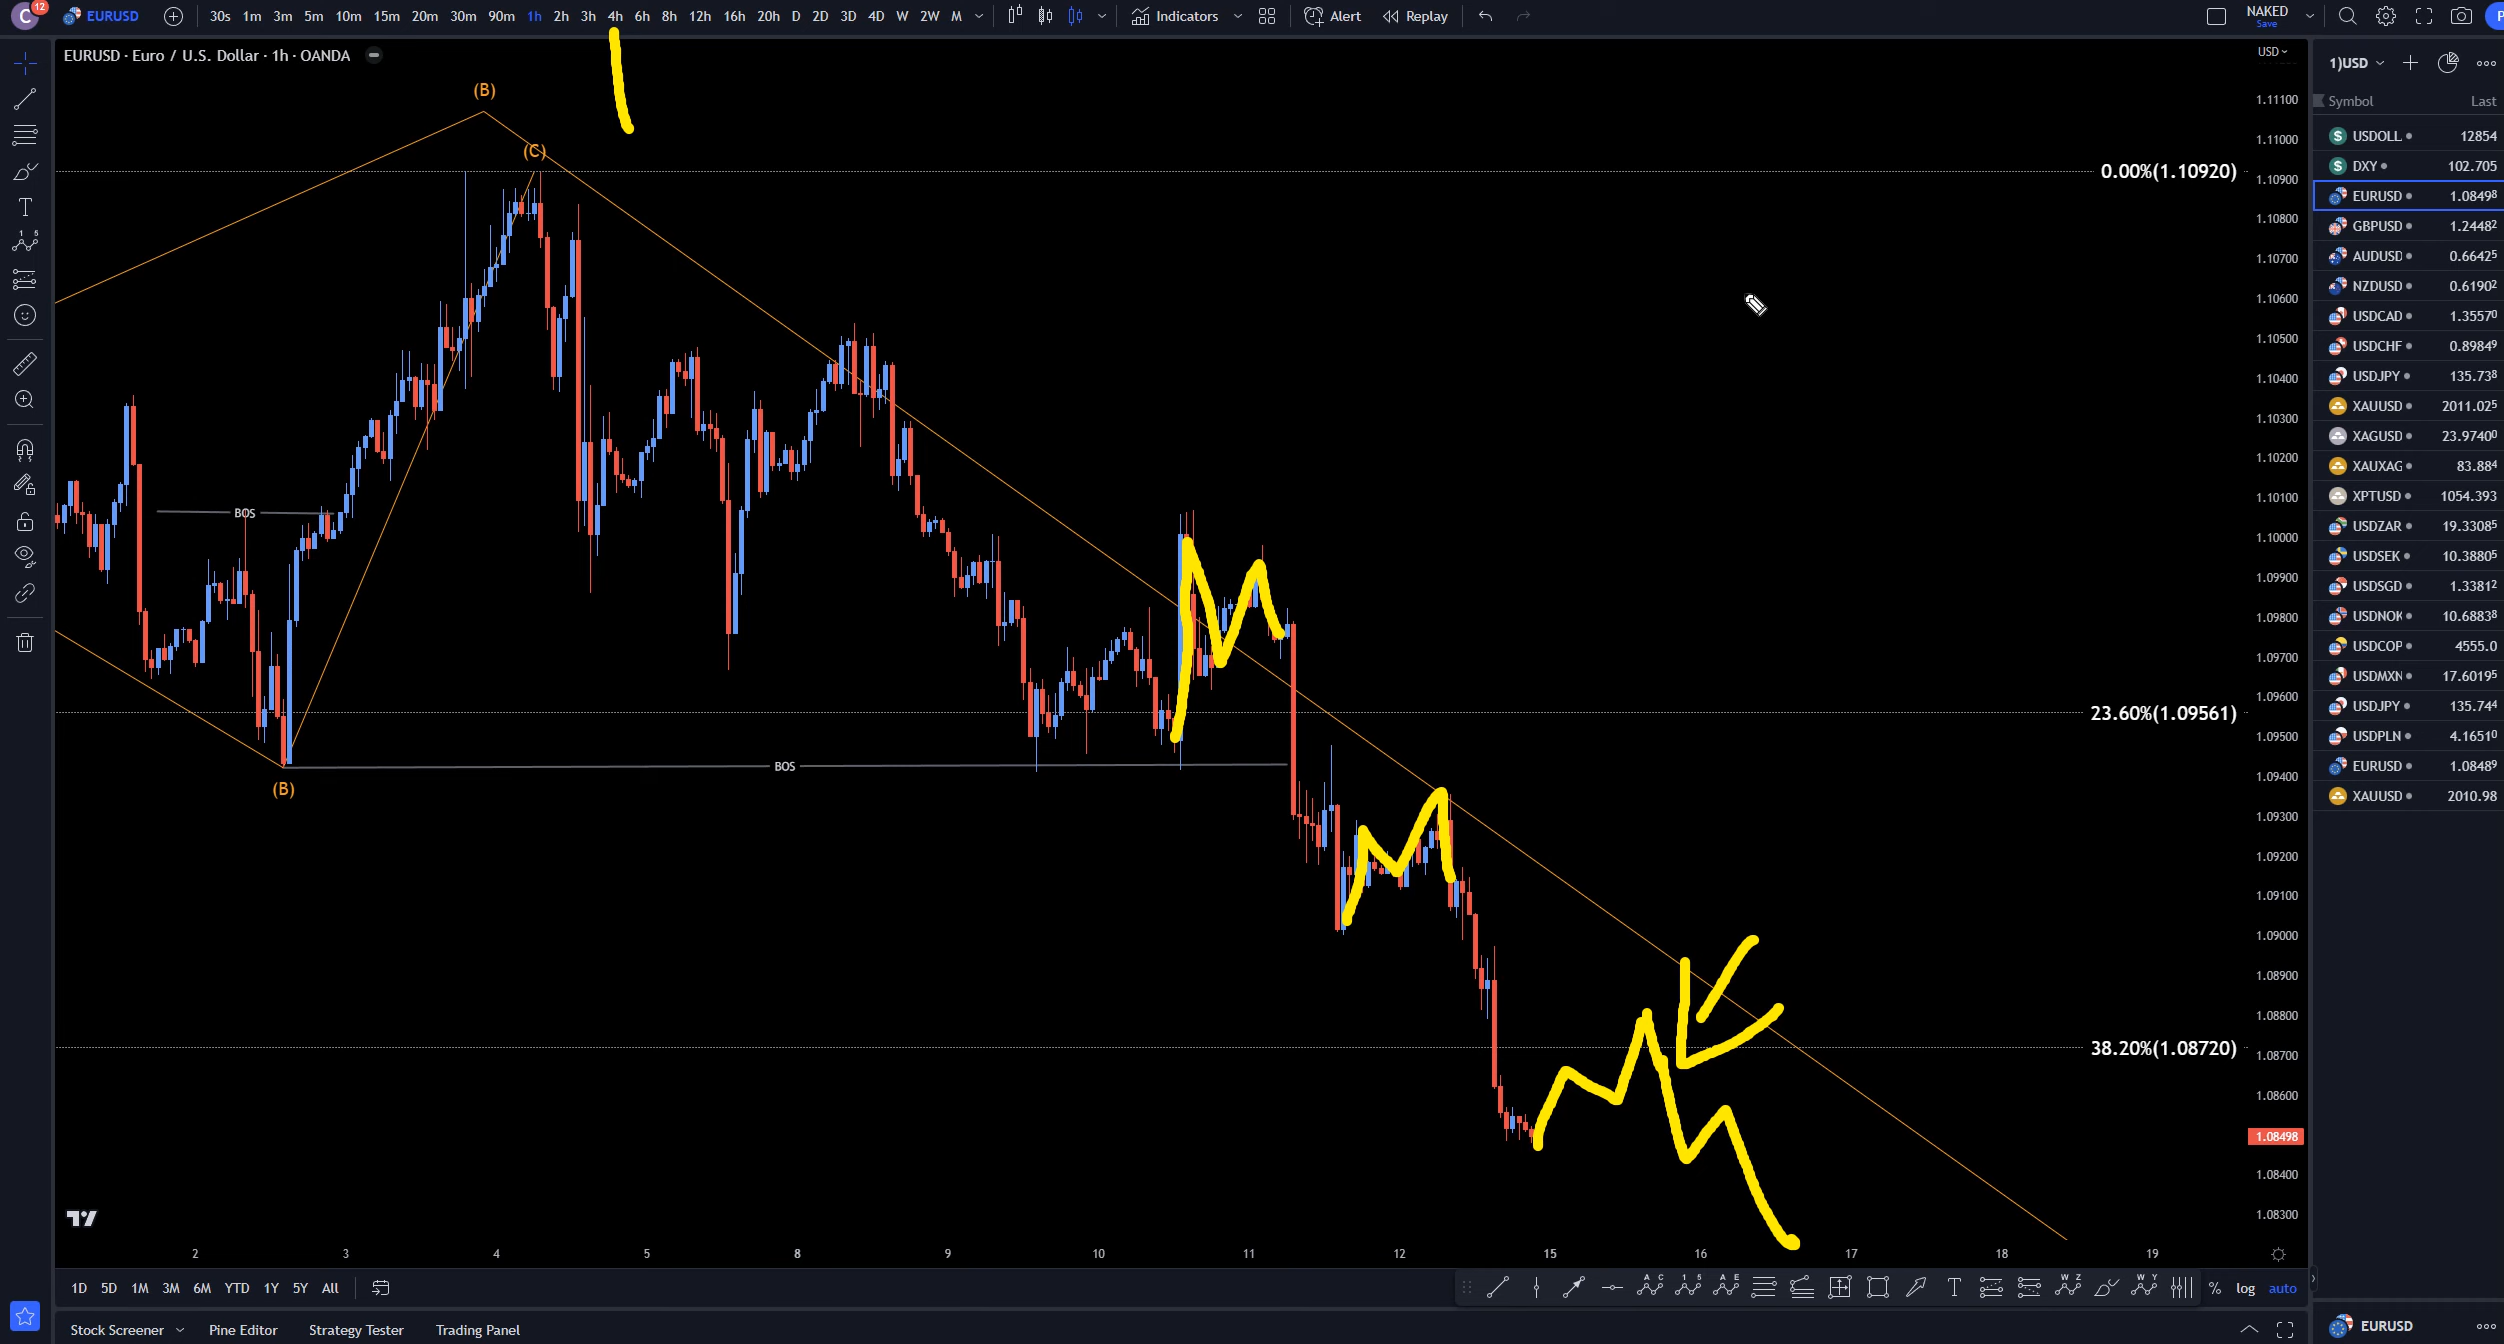 C 12 EURUSD 30s 1m 3m 5m 10m 15m 20m 30m 90m 1h 2h 3h 4h 6h 8h 12h 16h 20h D 2D 3D 4D W 2W M Indicators Alert Replay NAKED Save P
EURUSD · Euro / U.S. Dollar · 1h · OANDA
USD
(B)
(C)
BOS
BOS
(B)
0.00%(1.10920)
23.60%(1.09561)
38.20%(1.08720)
1.11100
1.11000
1.10900
1.10800
1.10700
1.10600
1.10500
1.10400
1.10300
1.10200
1.10100
1.10000
1.09900
1.09800
1.09700
1.09600
1.09500
1.09400
1.09300
1.09200
1.09100
1.09000
1.08900
1.08800
1.08700
1.08600
1.08498
1.08400
1.08300
2 3 4 5 8 9 10 11 12 15 16 17 18 19
1)USD
Symbol Last
USDOLL 12854
DXY 102.705
EURUSD 1.08498
GBPUSD 1.24482
AUDUSD 0.66425
NZDUSD 0.61902
USDCAD 1.35570
USDCHF 0.89849
USDJPY 135.738
XAUUSD 2011.025
XAGUSD 23.97400
XAUXAG 83.884
XPTUSD 1054.393
USDZAR 19.33085
USDSEK 10.38805
USDSGD 1.33812
USDNOK 10.68838
USDCOP 4555.0
USDMXN 17.60195
USDJPY 135.744
USDPLN 4.16510
EURUSD 1.08489
XAUUSD 2010.98
1D 5D 1M 3M 6M YTD 1Y 5Y All
A C 1 5 A E T W Z W Y % log auto
Stock Screener Pine Editor Strategy Tester Trading Panel
EURUSD